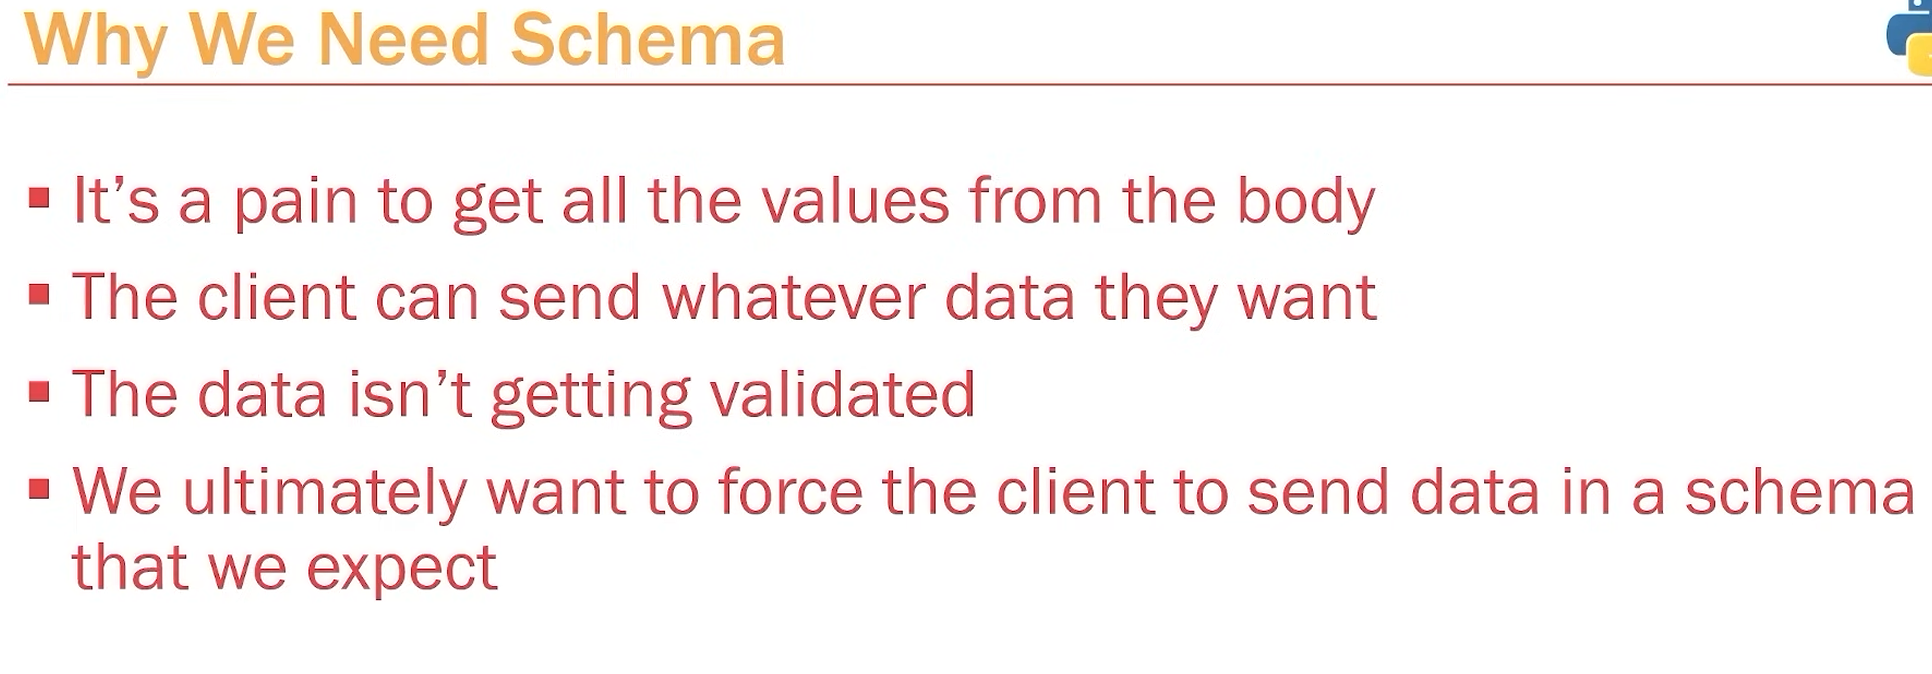 Why We Need Schema
▪ It’s a pain to get all the values from the body
▪ The client can send whatever data they want
▪ The data isn’t getting validated
▪ We ultimately want to force the client to send data in a schema
that we expect